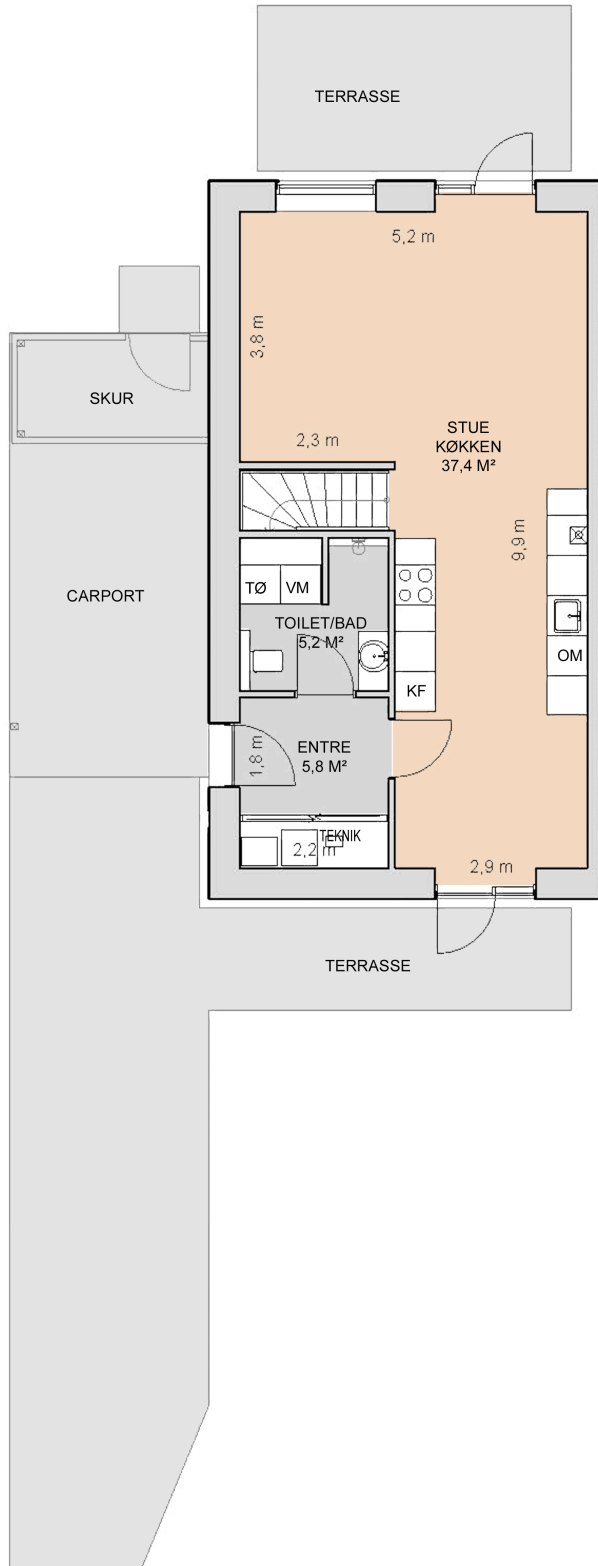 TERRASSE
5,2 m
3,8 m
SKUR
2,3 m
STUE
KØKKEN
37,4 M²
9,9 m
CARPORT
TØ
VM
TOILET/BAD
5,2 M²
OM
KF
ENTRE
5,8 M²
1,8 m
TEKNIK
2,2 m
2,9 m
TERRASSE